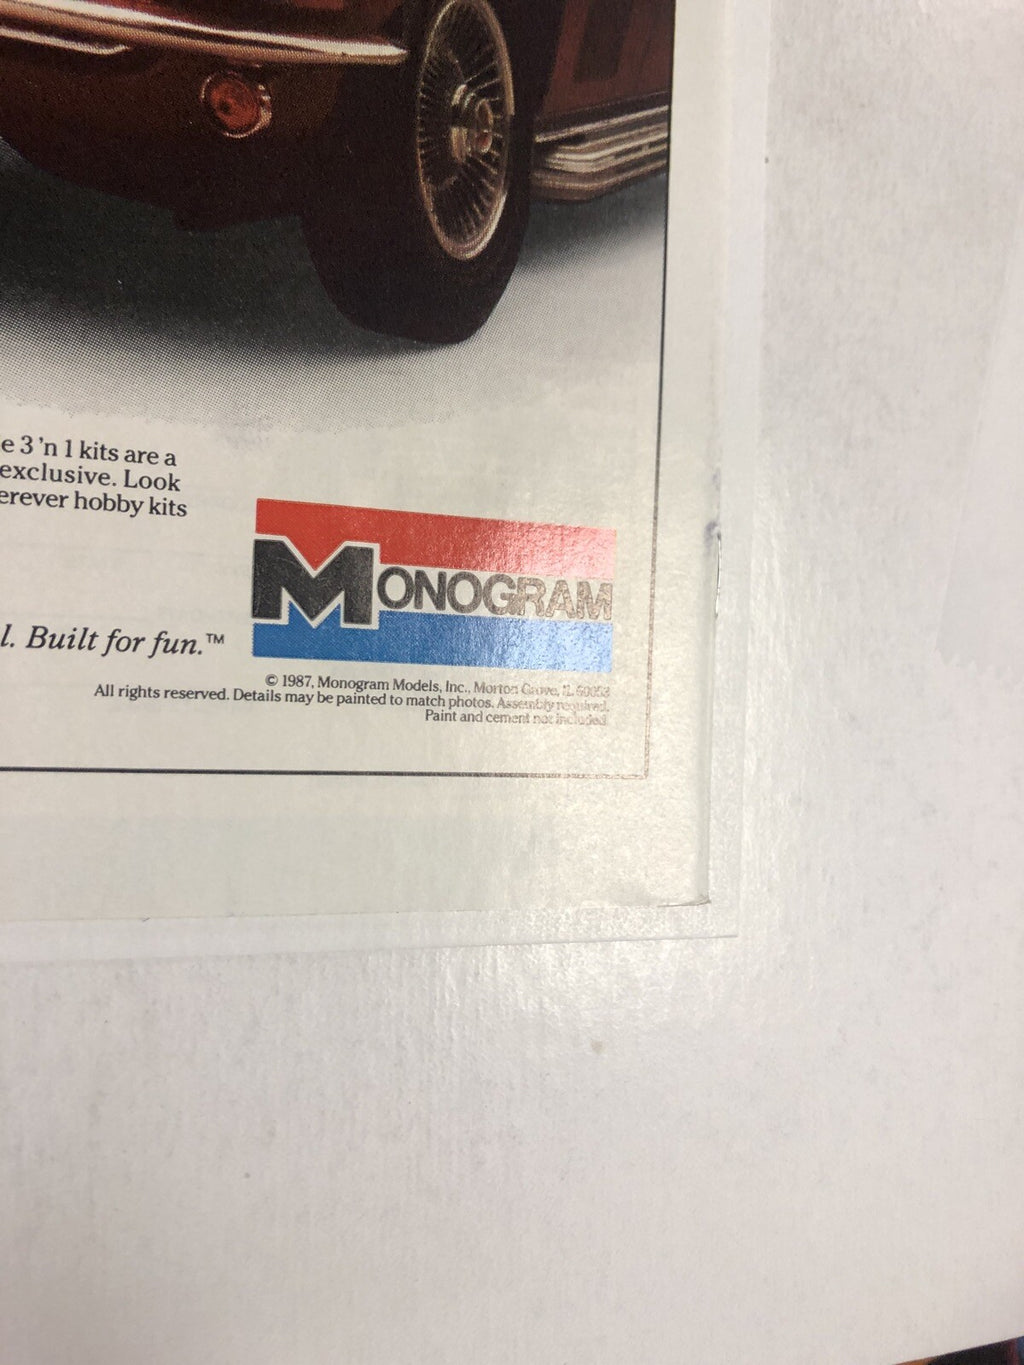 e 3 'n 1 kits are a
exclusive. Look
erever hobby kits
MONOGRAM
l. Built for fun.™
© 1987, Monogram Models, Inc., Morton Grove, IL 60053
All rights reserved. Details may be painted to match photos. Assembly required.
Paint and cement not included.